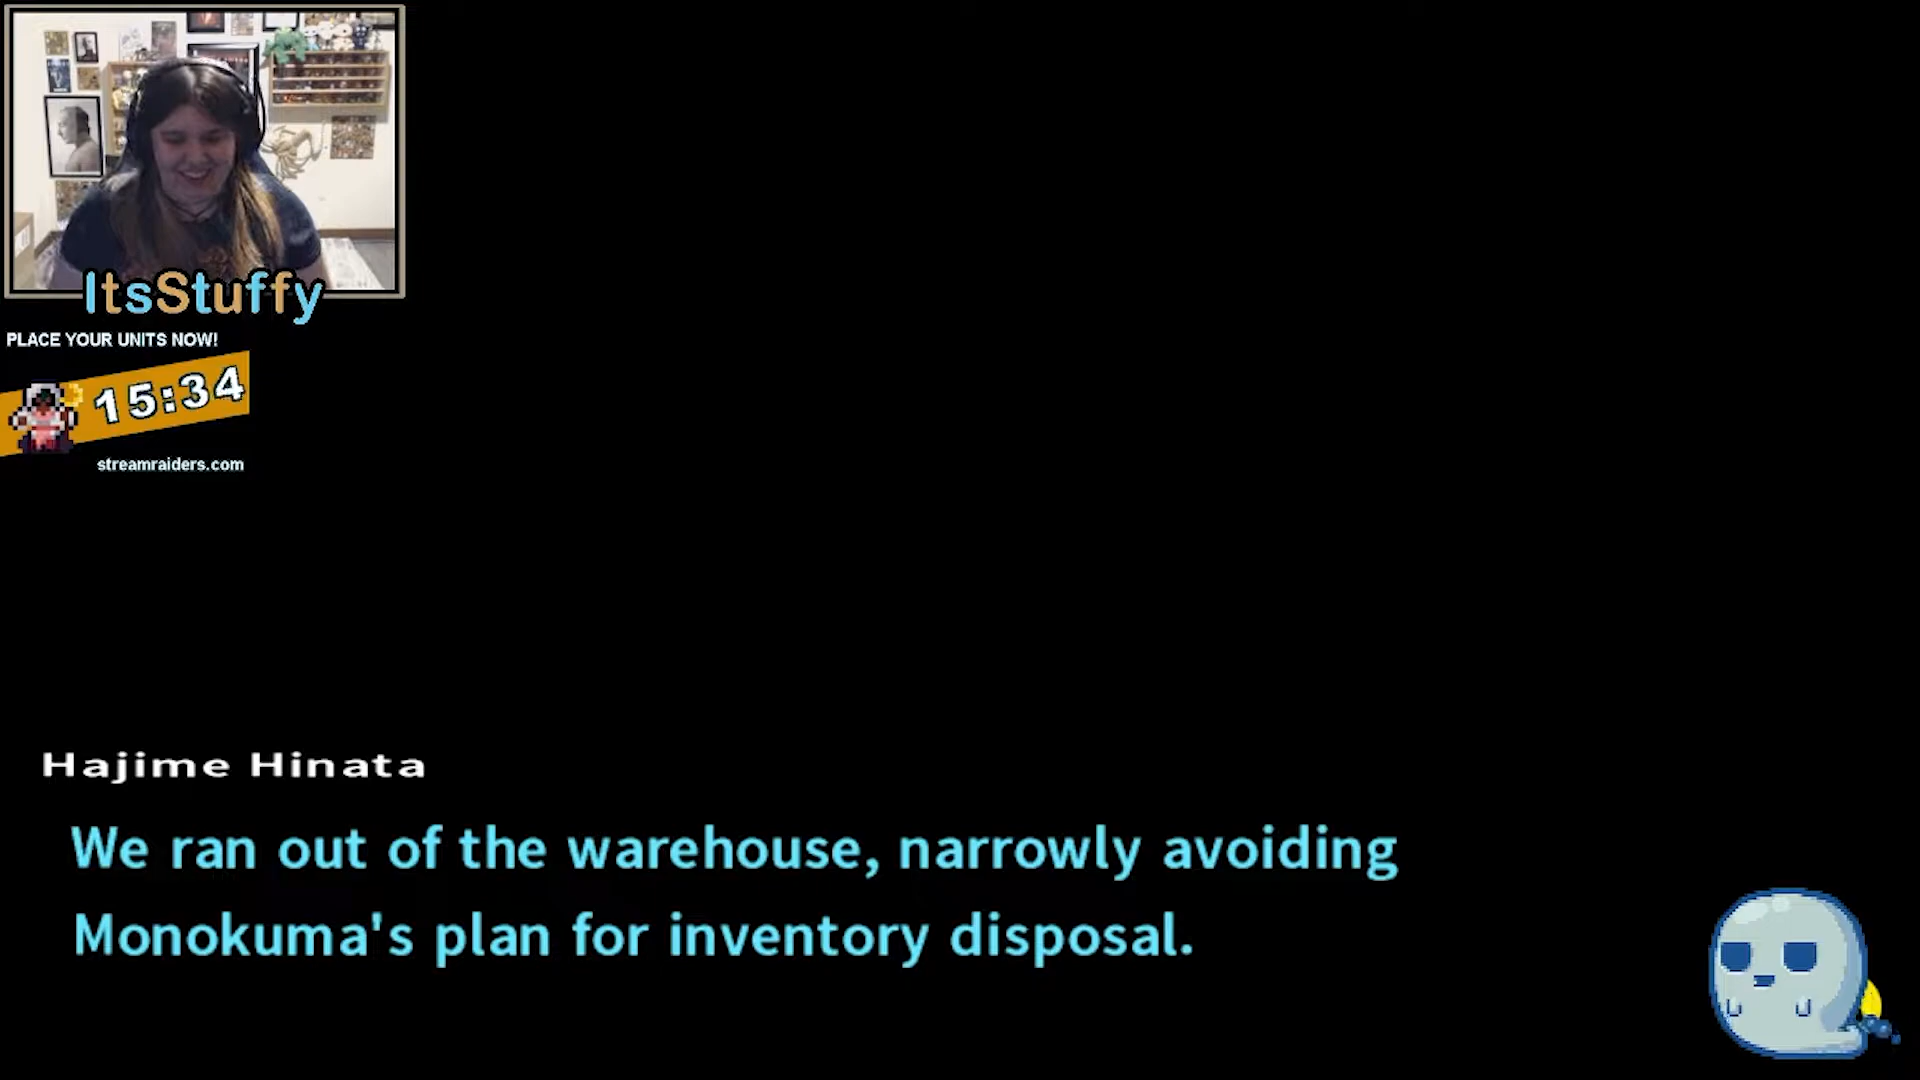 ItsStuffy
PLACE YOUR UNITS NOW!
15:34
streamraiders.com
Hajime Hinata
We ran out of the warehouse, narrowly avoiding
Monokuma's plan for inventory disposal.